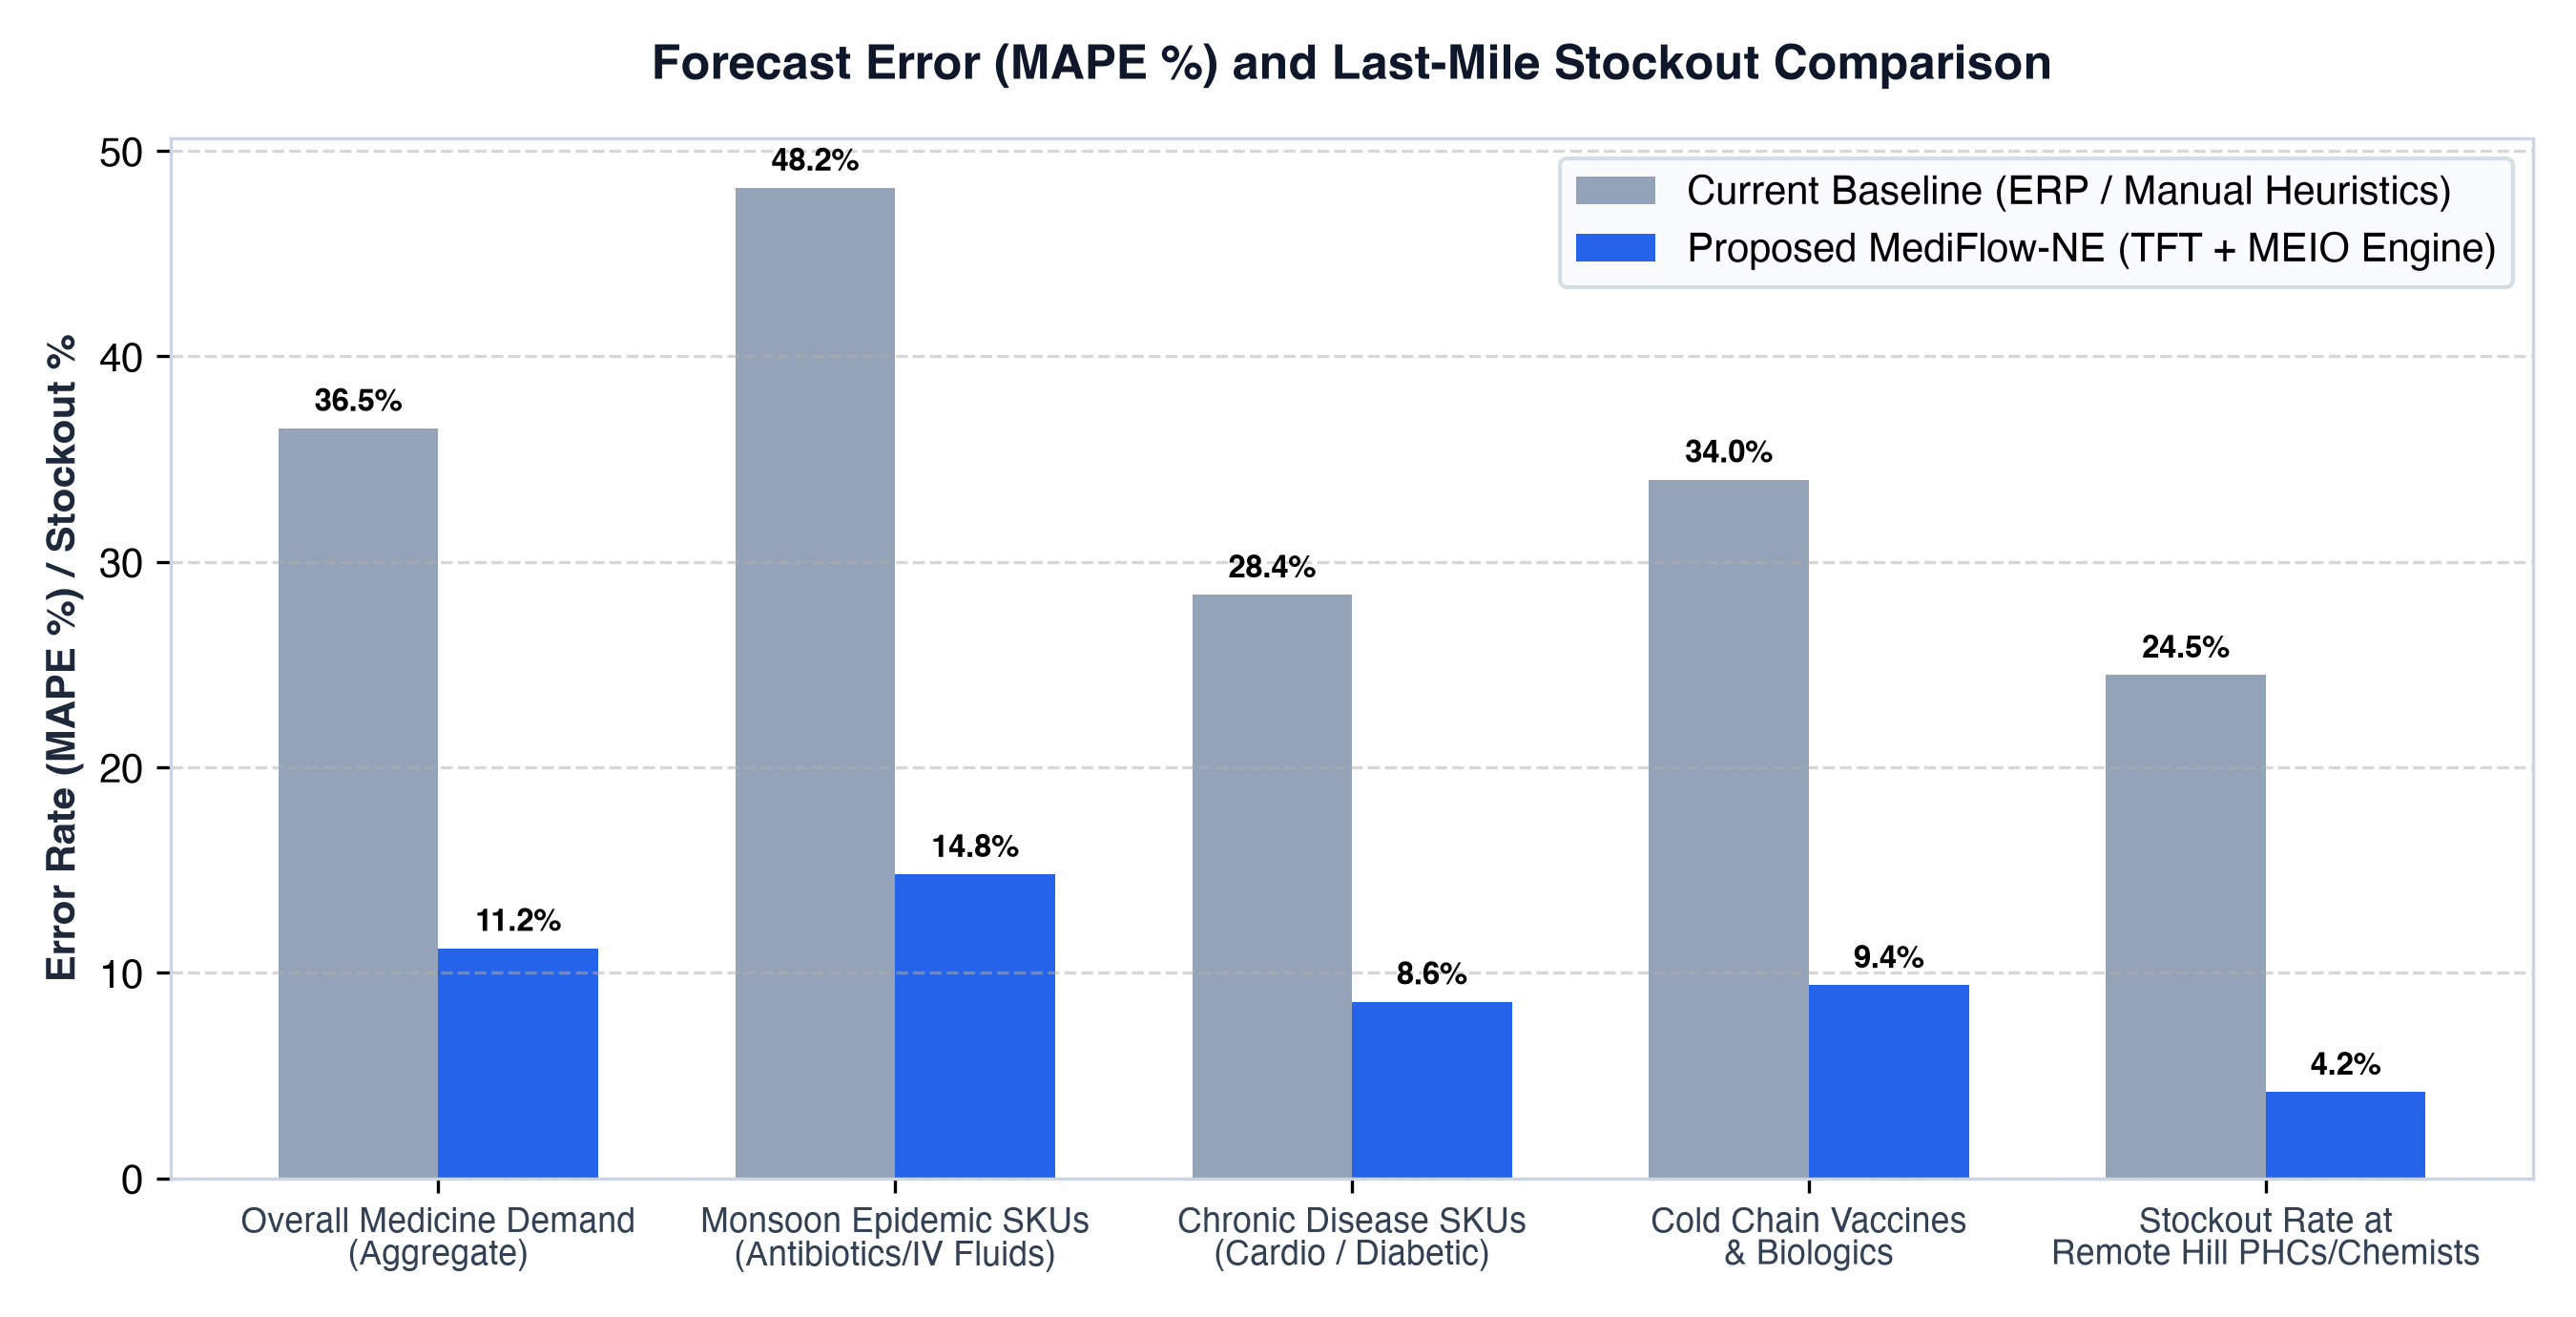 Forecast Error (MAPE %) and Last-Mile Stockout Comparison
Error Rate (MAPE %) / Stockout %
50
40
30
20
10
0
Current Baseline (ERP / Manual Heuristics)
Proposed MediFlow-NE (TFT + MEIO Engine)
36.5%
11.2%
48.2%
14.8%
28.4%
8.6%
34.0%
9.4%
24.5%
4.2%
Overall Medicine Demand
(Aggregate)
Monsoon Epidemic SKUs
(Antibiotics/IV Fluids)
Chronic Disease SKUs
(Cardio / Diabetic)
Cold Chain Vaccines
& Biologics
Stockout Rate at
Remote Hill PHCs/Chemists